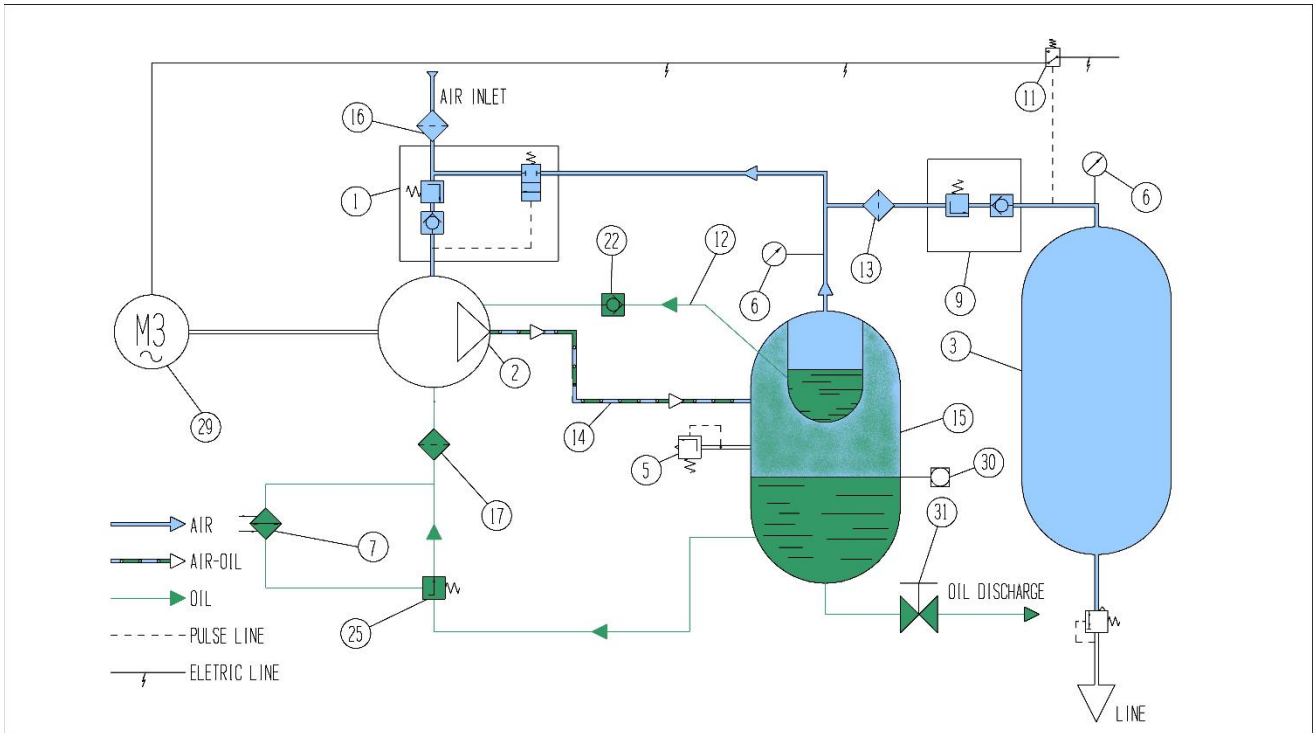 11
AIR INLET
16
1
6
22
12
13
6
9
M3
~
2
3
29
14
15
5
30
17
31
AIR
7
AIR-OIL
OIL DISCHARGE
OIL
25
PULSE LINE
ELETRIC LINE
LINE